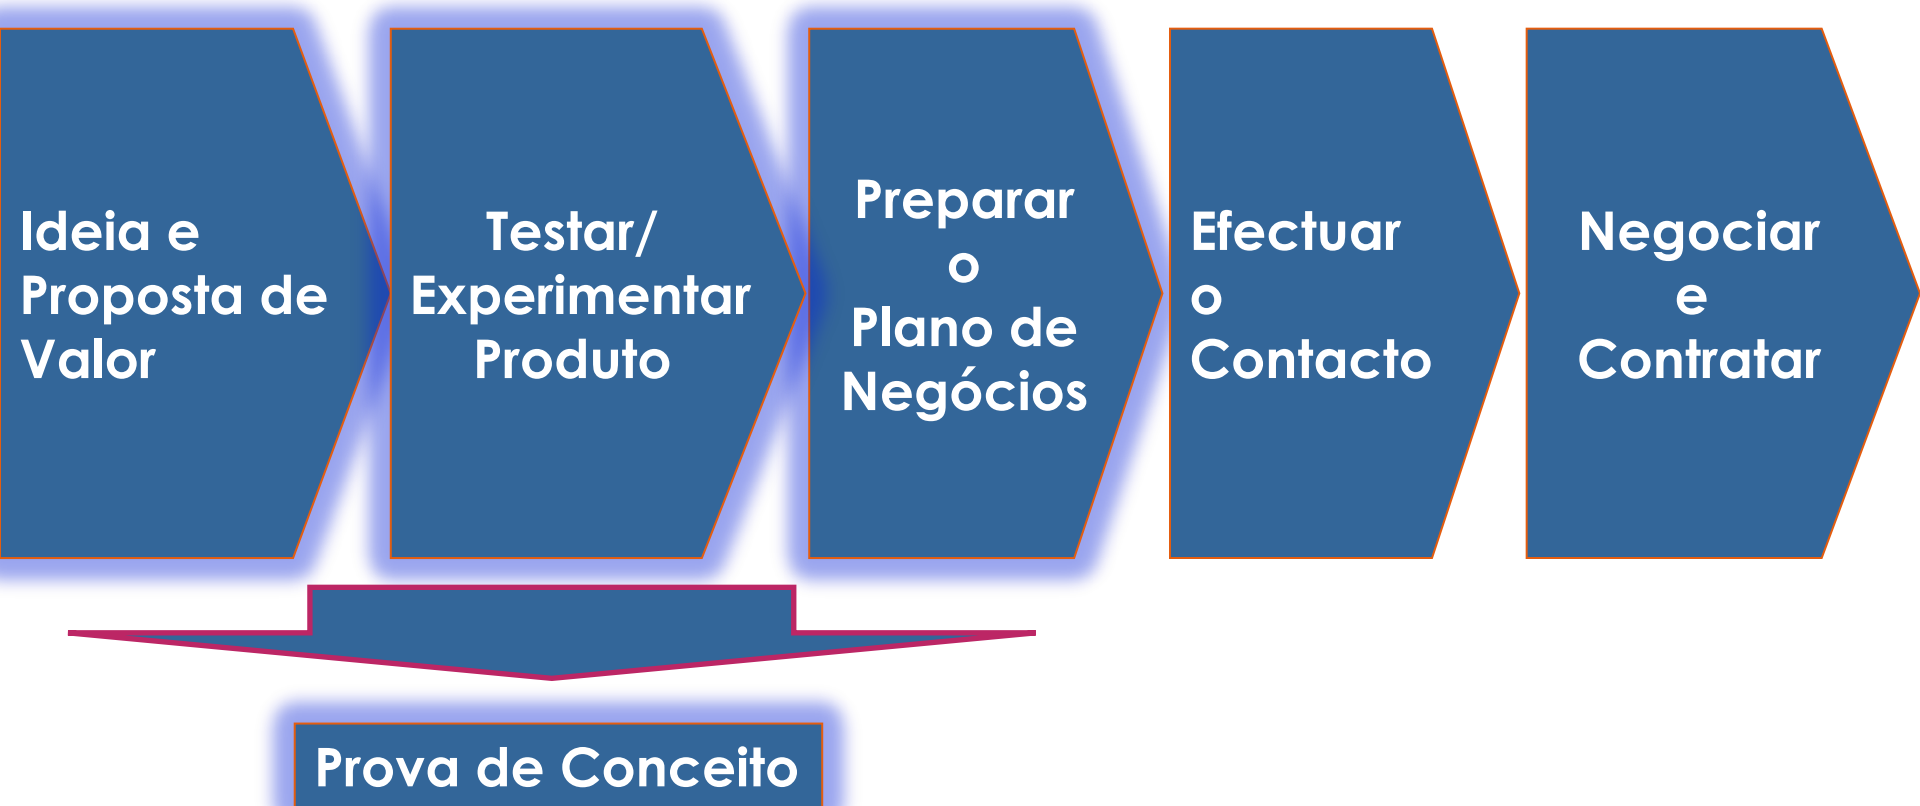 Ideia e
Proposta de
Valor
Testar/
Experimentar
Produto
Preparar
o
Plano de
Negócios
Efectuar
o
Contacto
Negociar
e
Contratar
Prova de Conceito